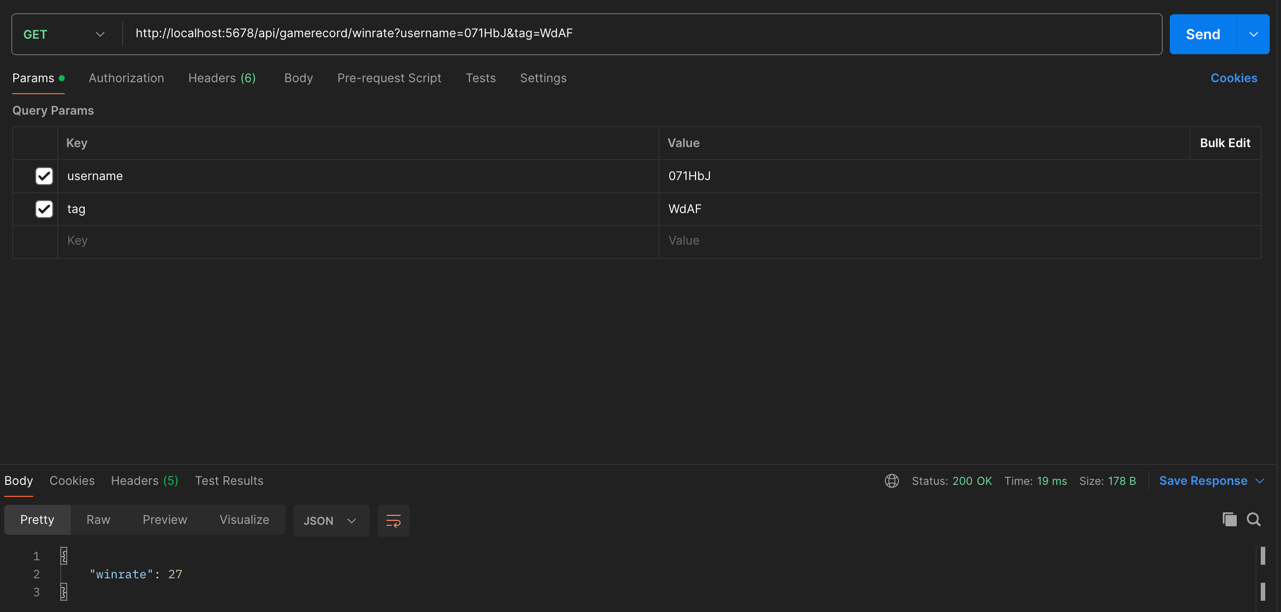 GET http://localhost:5678/api/gamerecord/winrate?username=071HbJ&tag=WdAF Send
Params Authorization Headers (6) Body Pre-request Script Tests Settings Cookies
Query Params
Key Value Bulk Edit
username 071HbJ
tag WdAF
Key Value
Body Cookies Headers (5) Test Results Status: 200 OK Time: 19 ms Size: 178 B Save Response
Pretty Raw Preview Visualize JSON
1 {
2 "winrate": 27
3 }